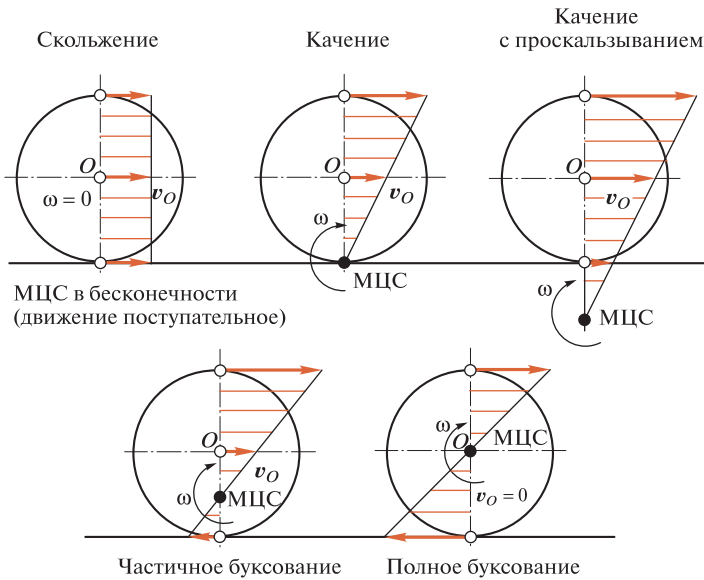 Скольжение
Качение
Качение
с проскальзыванием
O
ω = 0
v_O
O
v_O
ω
МЦС
O
v_O
ω
МЦС
МЦС в бесконечности
(движение поступательное)
O
v_O
ω
МЦС
Частичное буксование
ω
O
МЦС
v_O = 0
Полное буксование